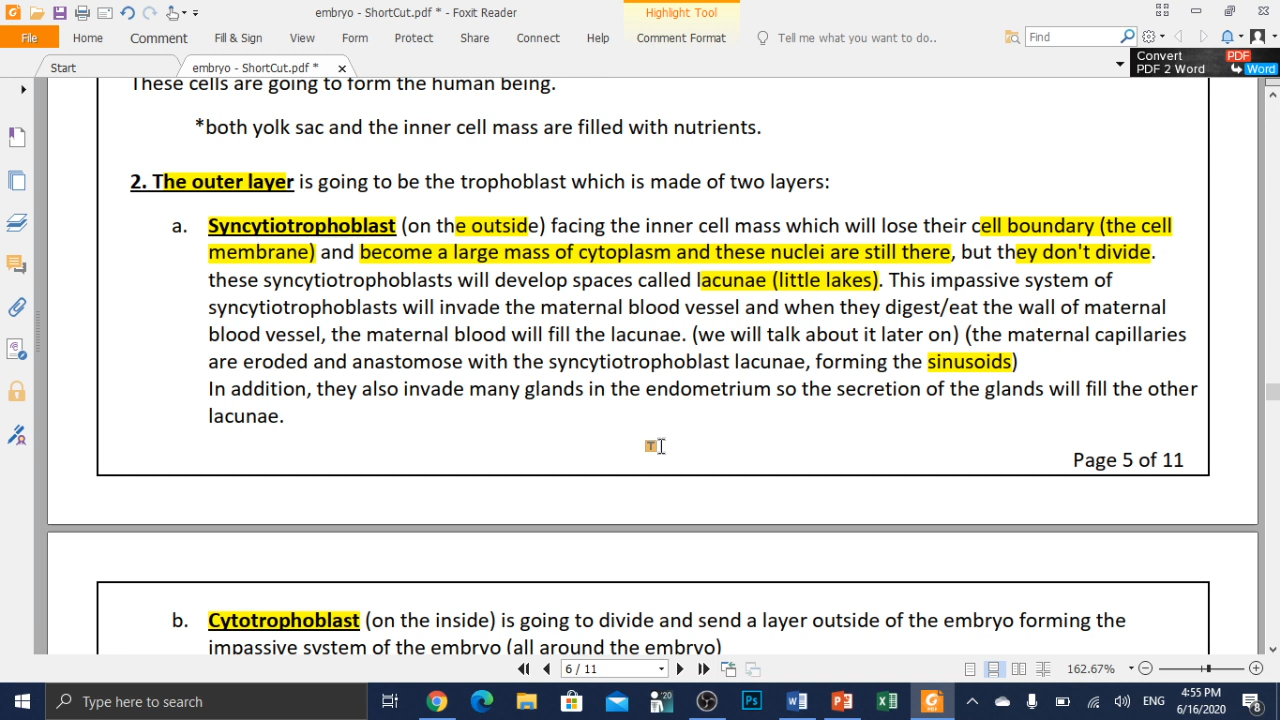 embryo - ShortCut.pdf * - Foxit Reader
Highlight Tool
File
Home
Comment
Fill & Sign
View
Form
Protect
Share
Connect
Help
Comment Format
Tell me what you want to do..
Find
Start
embryo - ShortCut.pdf *
Convert PDF
PDF 2 Word Word
These cells are going to form the human being.
*both yolk sac and the inner cell mass are filled with nutrients.
2. The outer layer is going to be the trophoblast which is made of two layers:
a. Syncytiotrophoblast (on the outside) facing the inner cell mass which will lose their cell boundary (the cell
membrane) and become a large mass of cytoplasm and these nuclei are still there, but they don't divide.
these syncytiotrophoblasts will develop spaces called lacunae (little lakes). This impassive system of
syncytiotrophoblasts will invade the maternal blood vessel and when they digest/eat the wall of maternal
blood vessel, the maternal blood will fill the lacunae. (we will talk about it later on) (the maternal capillaries
are eroded and anastomose with the syncytiotrophoblast lacunae, forming the sinusoids)
In addition, they also invade many glands in the endometrium so the secretion of the glands will fill the other
lacunae.
T
Page 5 of 11
b. Cytotrophoblast (on the inside) is going to divide and send a layer outside of the embryo forming the
impassive system of the embryo (all around the embryo)
6 / 11
162.67%
Type here to search
ENG
4:55 PM
6/16/2020
8